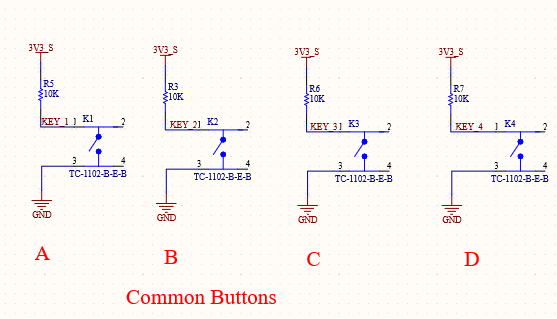 3V3_S 3V3_S 3V3_S 3V3_S
R5 R3 R6 R7
10K 10K 10K 10K
KEY_1 1 K1 2 KEY_2 1 K2 2 KEY_3 1 K3 2 KEY_4 1 K4 2
3 4 3 4 3 4 3 4
TC-1102-B-E-B TC-1102-B-E-B TC-1102-B-E-B TC-1102-B-E-B
GND GND GND GND
A B C D
Common Buttons